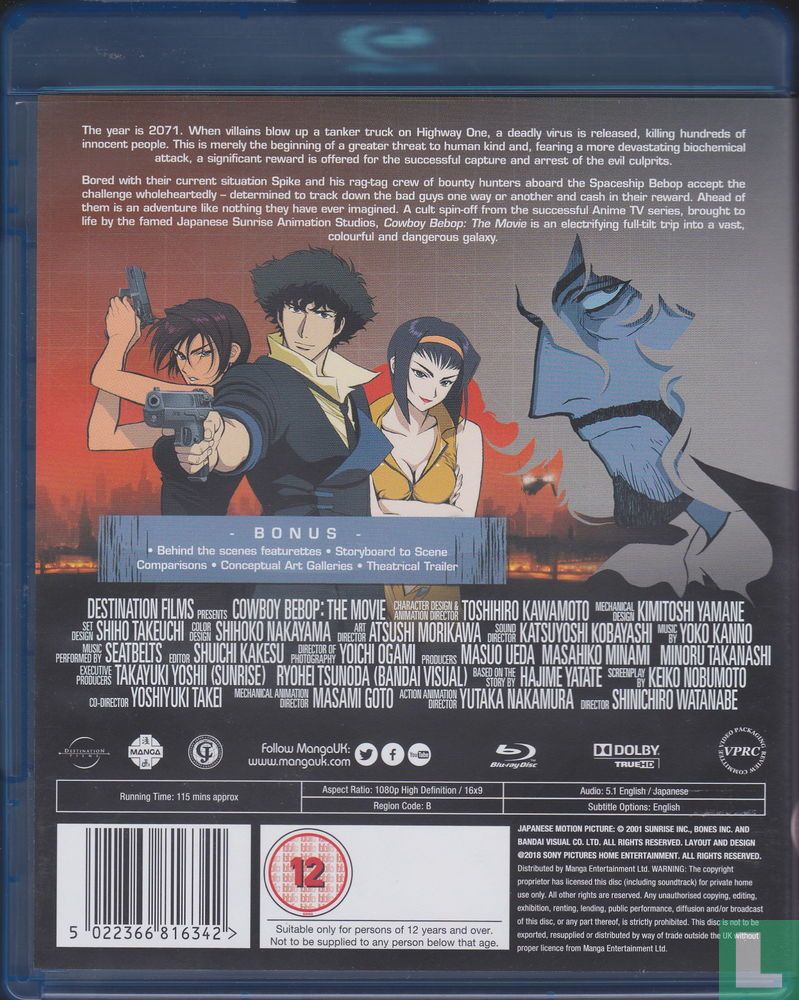 The year is 2071. When villains blow up a tanker truck on Highway One, a deadly virus is released, killing hundreds of
innocent people. This is merely the beginning of a greater threat to human kind and, fearing a more devastating biochemical
attack, a significant reward is offered for the successful capture and arrest of the evil culprits.
Bored with their current situation Spike and his rag-tag crew of bounty hunters aboard the Spaceship Bebop accept the
challenge wholeheartedly – determined to track down the bad guys one way or another and cash in their reward. Ahead of
them is an adventure like nothing they have ever imagined. A cult spin-off from the successful Anime TV series, brought to
life by the famed Japanese Sunrise Animation Studios, Cowboy Bebop: The Movie is an electrifying full-tilt trip into a vast,
colourful and dangerous galaxy.
- BONUS -
• Behind the scenes featurettes • Storyboard to Scene
Comparisons • Conceptual Art Galleries • Theatrical Trailer
DESTINATION FILMS PRESENTS COWBOY BEBOP: THE MOVIE CHARACTER DESIGN & ANIMATION DIRECTOR TOSHIHIRO KAWAMOTO MECHANICAL DESIGN KIMITOSHI YAMANE
SET DESIGN SHIHO TAKEUCHI COLOR DESIGN SHIHOKO NAKAYAMA ART DIRECTOR ATSUSHI MORIKAWA SOUND DIRECTOR KATSUYOSHI KOBAYASHI MUSIC BY YOKO KANNO
MUSIC PERFORMED BY SEATBELTS EDITOR SHUICHI KAKESU DIRECTOR OF PHOTOGRAPHY YOICHI OGAMI PRODUCERS MASUO UEDA MASAHIKO MINAMI MINORU TAKANASHI
EXECUTIVE PRODUCERS TAKAYUKI YOSHII (SUNRISE) RYOHEI TSUNODA (BANDAI VISUAL) BASED ON THE STORY BY HAJIME YATATE SCREENPLAY BY KEIKO NOBUMOTO
CO-DIRECTOR YOSHIYUKI TAKEI MECHANICAL ANIMATION DIRECTOR MASAMI GOTO ACTION ANIMATION DIRECTOR YUTAKA NAKAMURA DIRECTOR SHINICHIRO WATANABE
DESTINATION FILMS
MANGA
Follow MangaUK:
www.mangauk.com
You Tube
Blu-ray Disc
DOLBY
TRUEHD
VIDEO PACKAGING REVIEW COMMITTEE
VPRC
Running Time: 115 mins approx
Aspect Ratio: 1080p High Definition / 16x9
Region Code: B
Audio: 5.1 English / Japanese
Subtitle Options: English
5 022366 816342 >
12
Suitable only for persons of 12 years and over.
Not to be supplied to any person below that age.
JAPANESE MOTION PICTURE: © 2001 SUNRISE INC., BONES INC. AND
BANDAI VISUAL CO. LTD. ALL RIGHTS RESERVED. LAYOUT AND DESIGN
©2018 SONY PICTURES HOME ENTERTAINMENT. ALL RIGHTS RESERVED.
Distributed by Manga Entertainment Ltd. WARNING: The copyright
proprietor has licensed this disc (including soundtrack) for private home
use only. All other rights are reserved. Any unauthorised copying, editing,
exhibition, renting, lending, public performance, diffusion and/or broadcast
of this disc, or any part thereof, is strictly prohibited. This disc is not to be
exported, resupplied or distributed by way of trade outside the UK without
proper licence from Manga Entertainment Ltd.
L